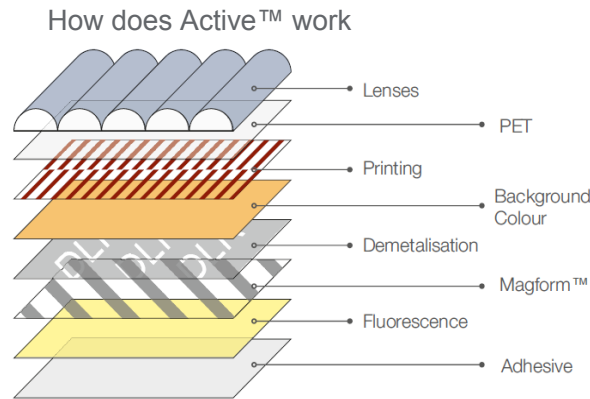 How does Active™ work
Lenses
PET
Printing
Background
Colour
Demetalisation
Magform™
Fluorescence
Adhesive